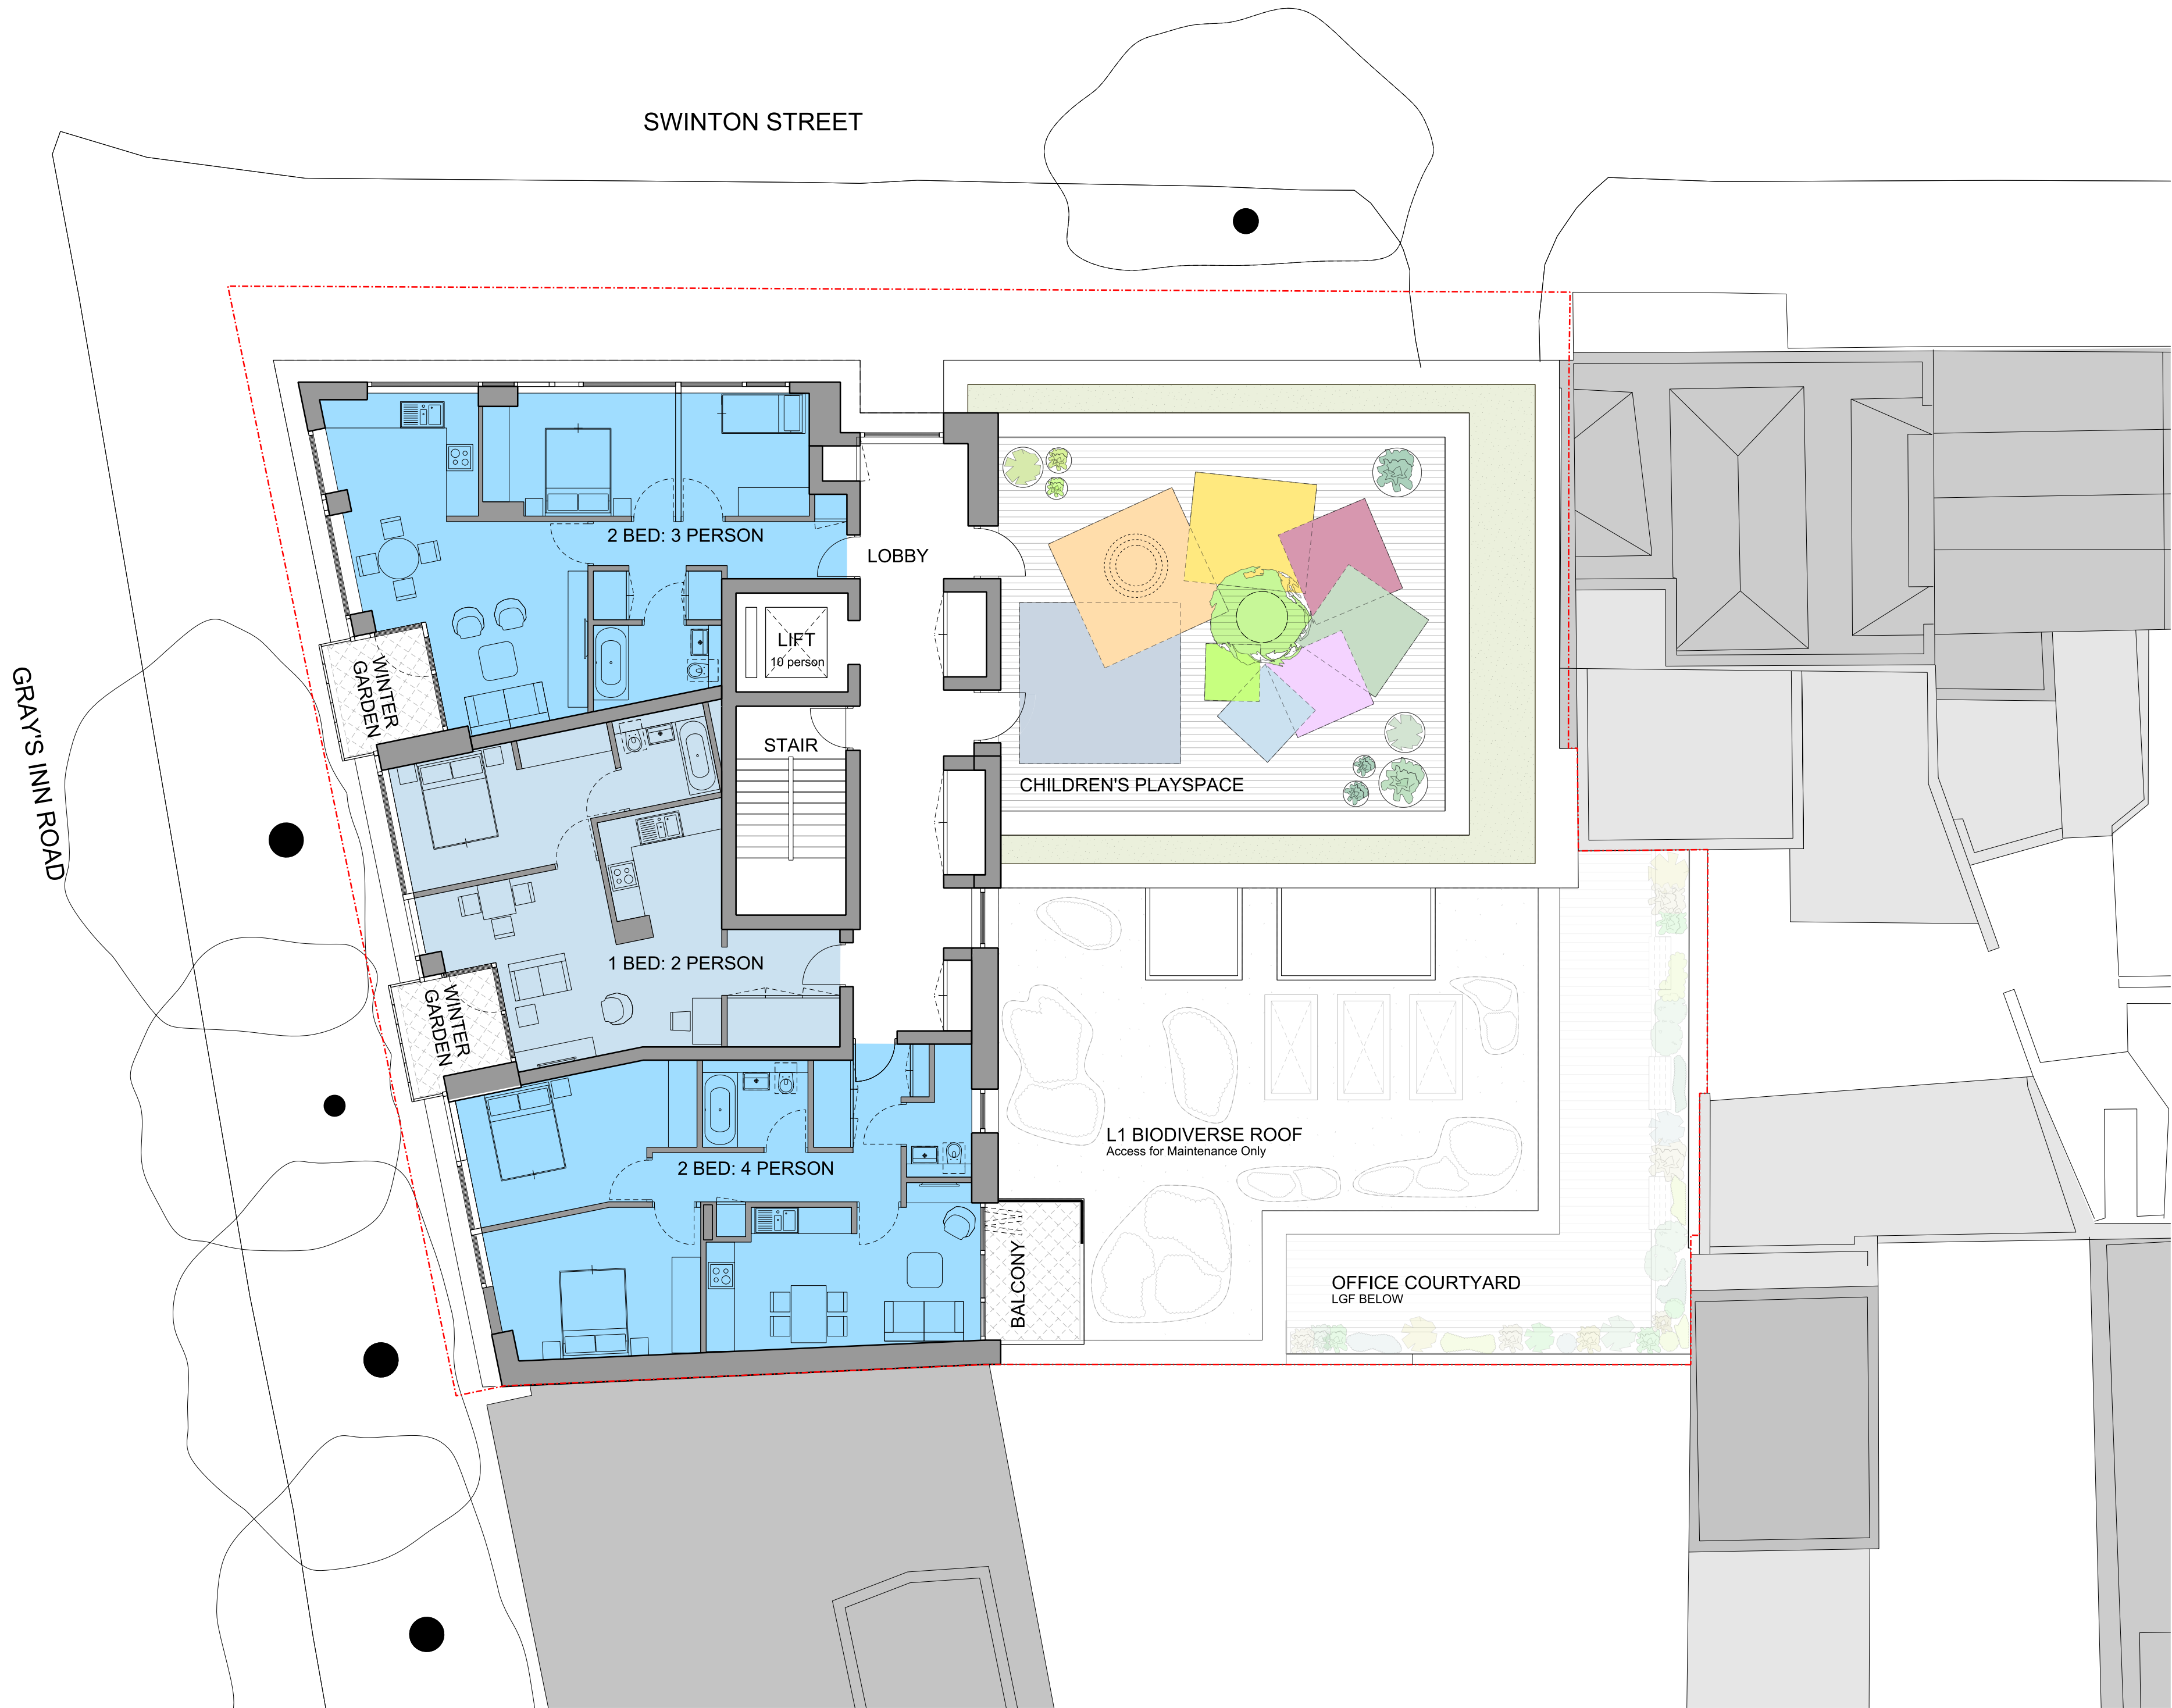 SWINTON STREET
2 BED: 3 PERSON
LOBBY
LIFT
10 person
WINTER
GARDEN
GRAY'S INN ROAD
STAIR
CHILDREN'S PLAYSPACE
1 BED: 2 PERSON
WINTER
GARDEN
L1 BIODIVERSE ROOF
Access for Maintenance Only
2 BED: 4 PERSON
BALCONY
OFFICE COURTYARD
LGF BELOW